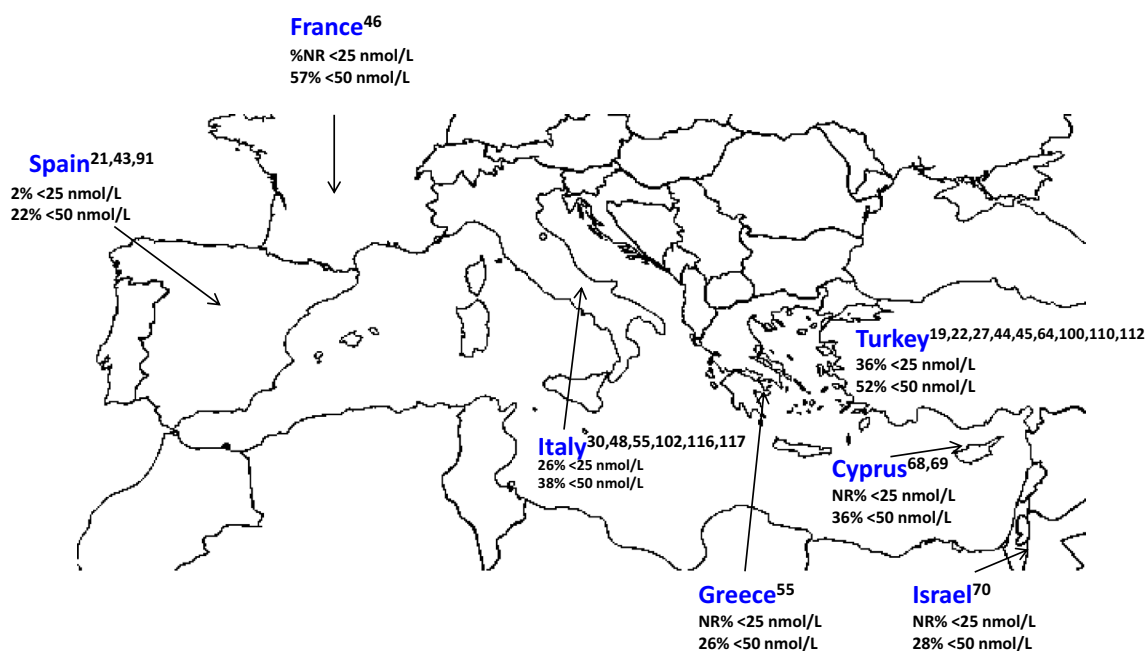 France46
%NR <25 nmol/L
57% <50 nmol/L
Spain21,43,91
2% <25 nmol/L
22% <50 nmol/L
Turkey19,22,27,44,45,64,100,110,112
36% <25 nmol/L
52% <50 nmol/L
Italy30,48,55,102,116,117
26% <25 nmol/L
38% <50 nmol/L
Cyprus68,69
NR% <25 nmol/L
36% <50 nmol/L
Greece55
NR% <25 nmol/L
26% <50 nmol/L
Israel70
NR% <25 nmol/L
28% <50 nmol/L